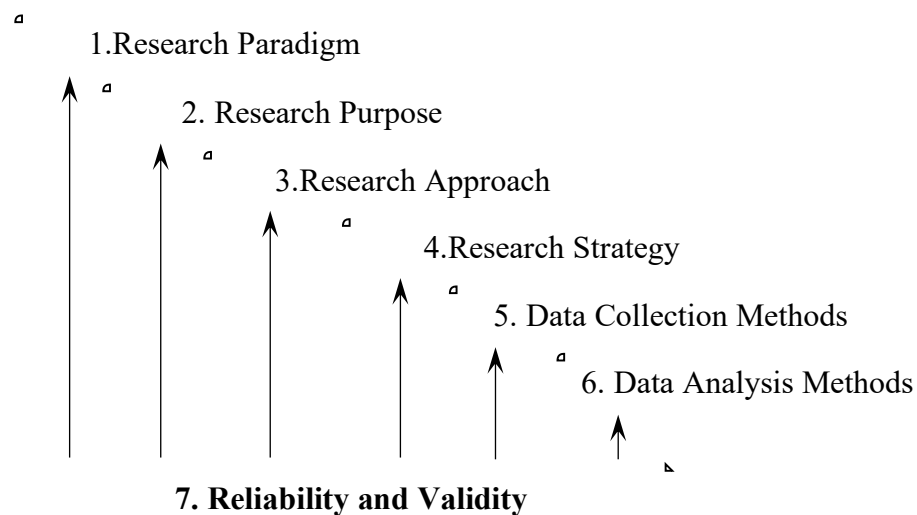 1.Research Paradigm
2. Research Purpose
3.Research Approach
4.Research Strategy
5. Data Collection Methods
6. Data Analysis Methods
7. Reliability and Validity